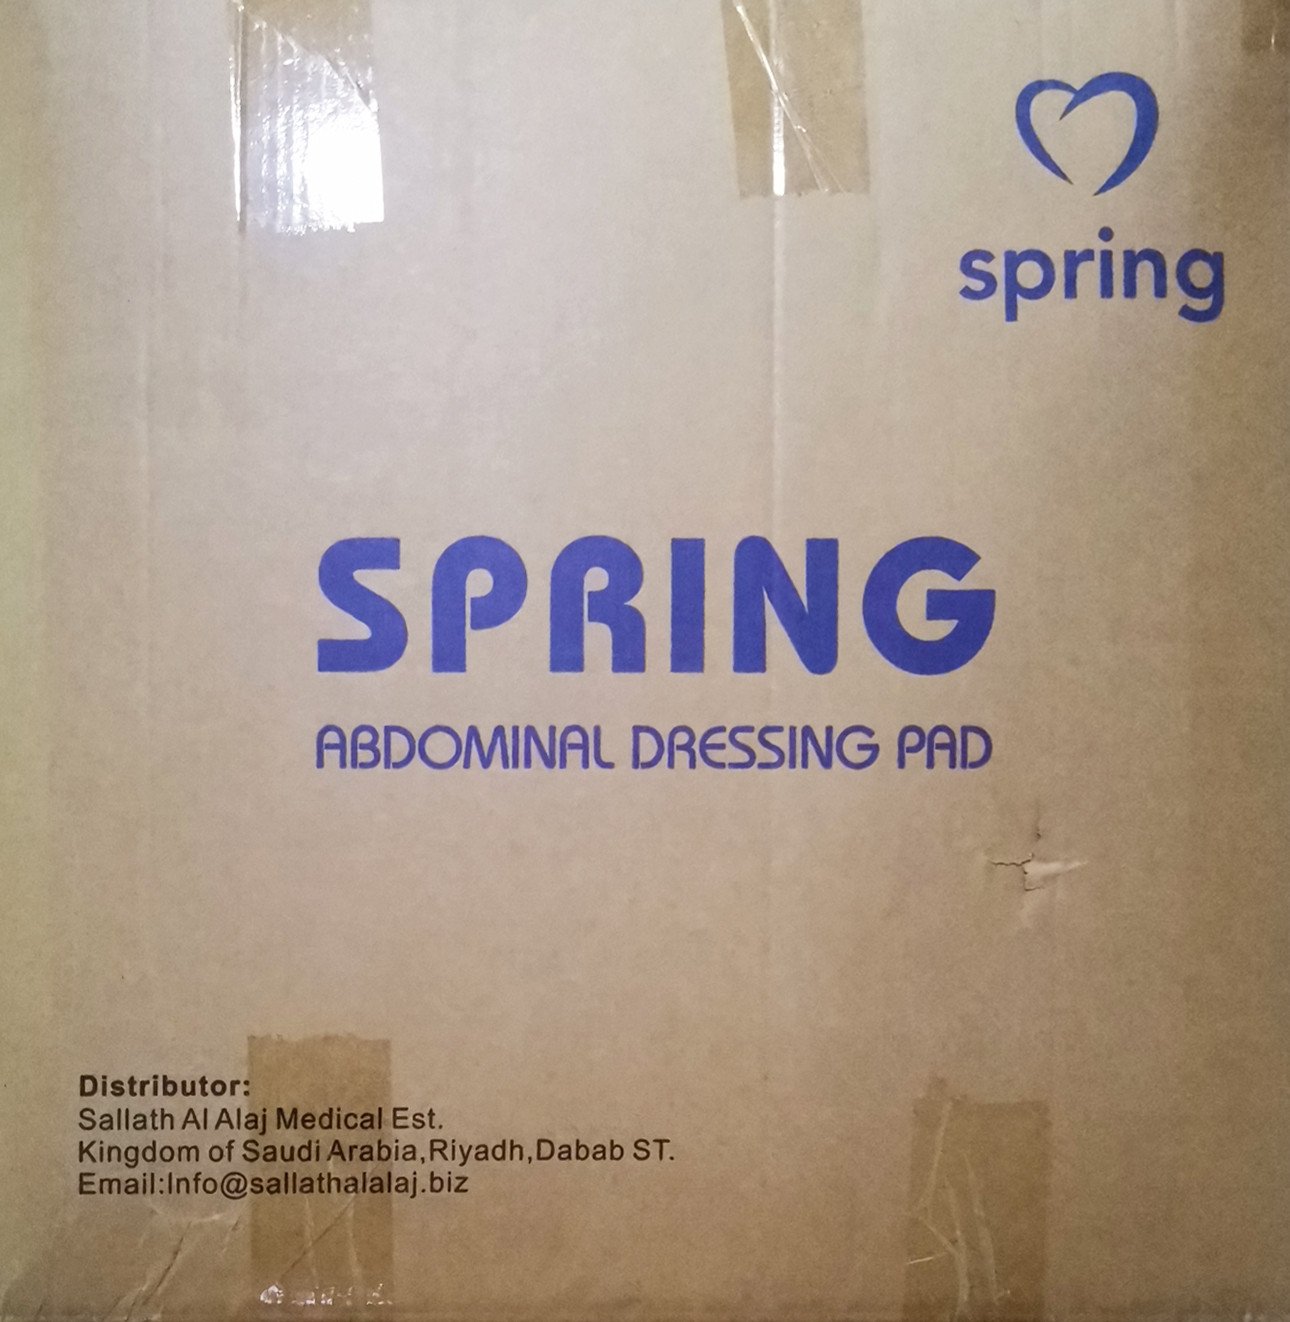 spring
SPRING
ABDOMINAL DRESSING PAD
Distributor:
Sallath Al Alaj Medical Est.
Kingdom of Saudi Arabia,Riyadh,Dabab ST.
Email:Info@sallathalalaj.biz